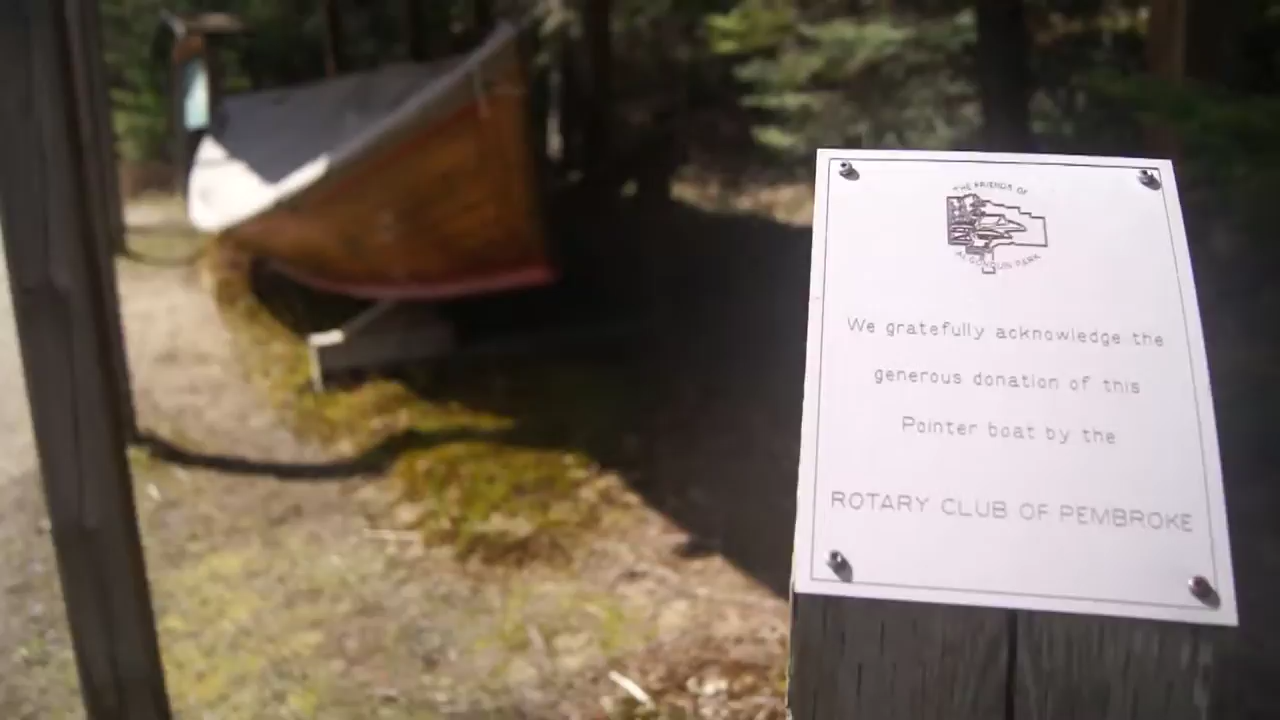 THE FRIENDS OF
ALGONQUIN PARK
We gratefully acknowledge the
generous donation of this
Pointer boat by the
ROTARY CLUB OF PEMBROKE